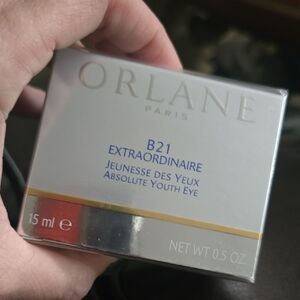 ORLANE
PARIS
B21
EXTRAORDINAIRE
JEUNESSE DES YEUX
ABSOLUTE YOUTH EYE
15 ml ℮
NET WT 0.5 OZ.